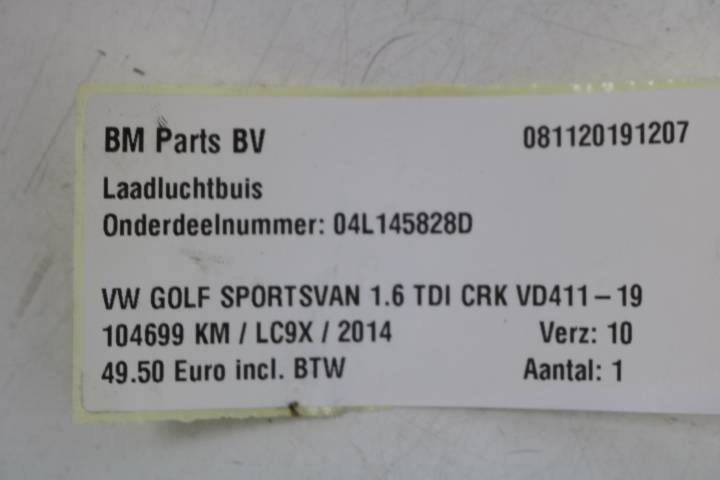 BM Parts BV 081120191207
Laadluchtbuis
Onderdeelnummer: 04L145828D
VW GOLF SPORTSVAN 1.6 TDI CRK VD411-19
104699 KM / LC9X / 2014 Verz: 10
49.50 Euro incl. BTW Aantal: 1